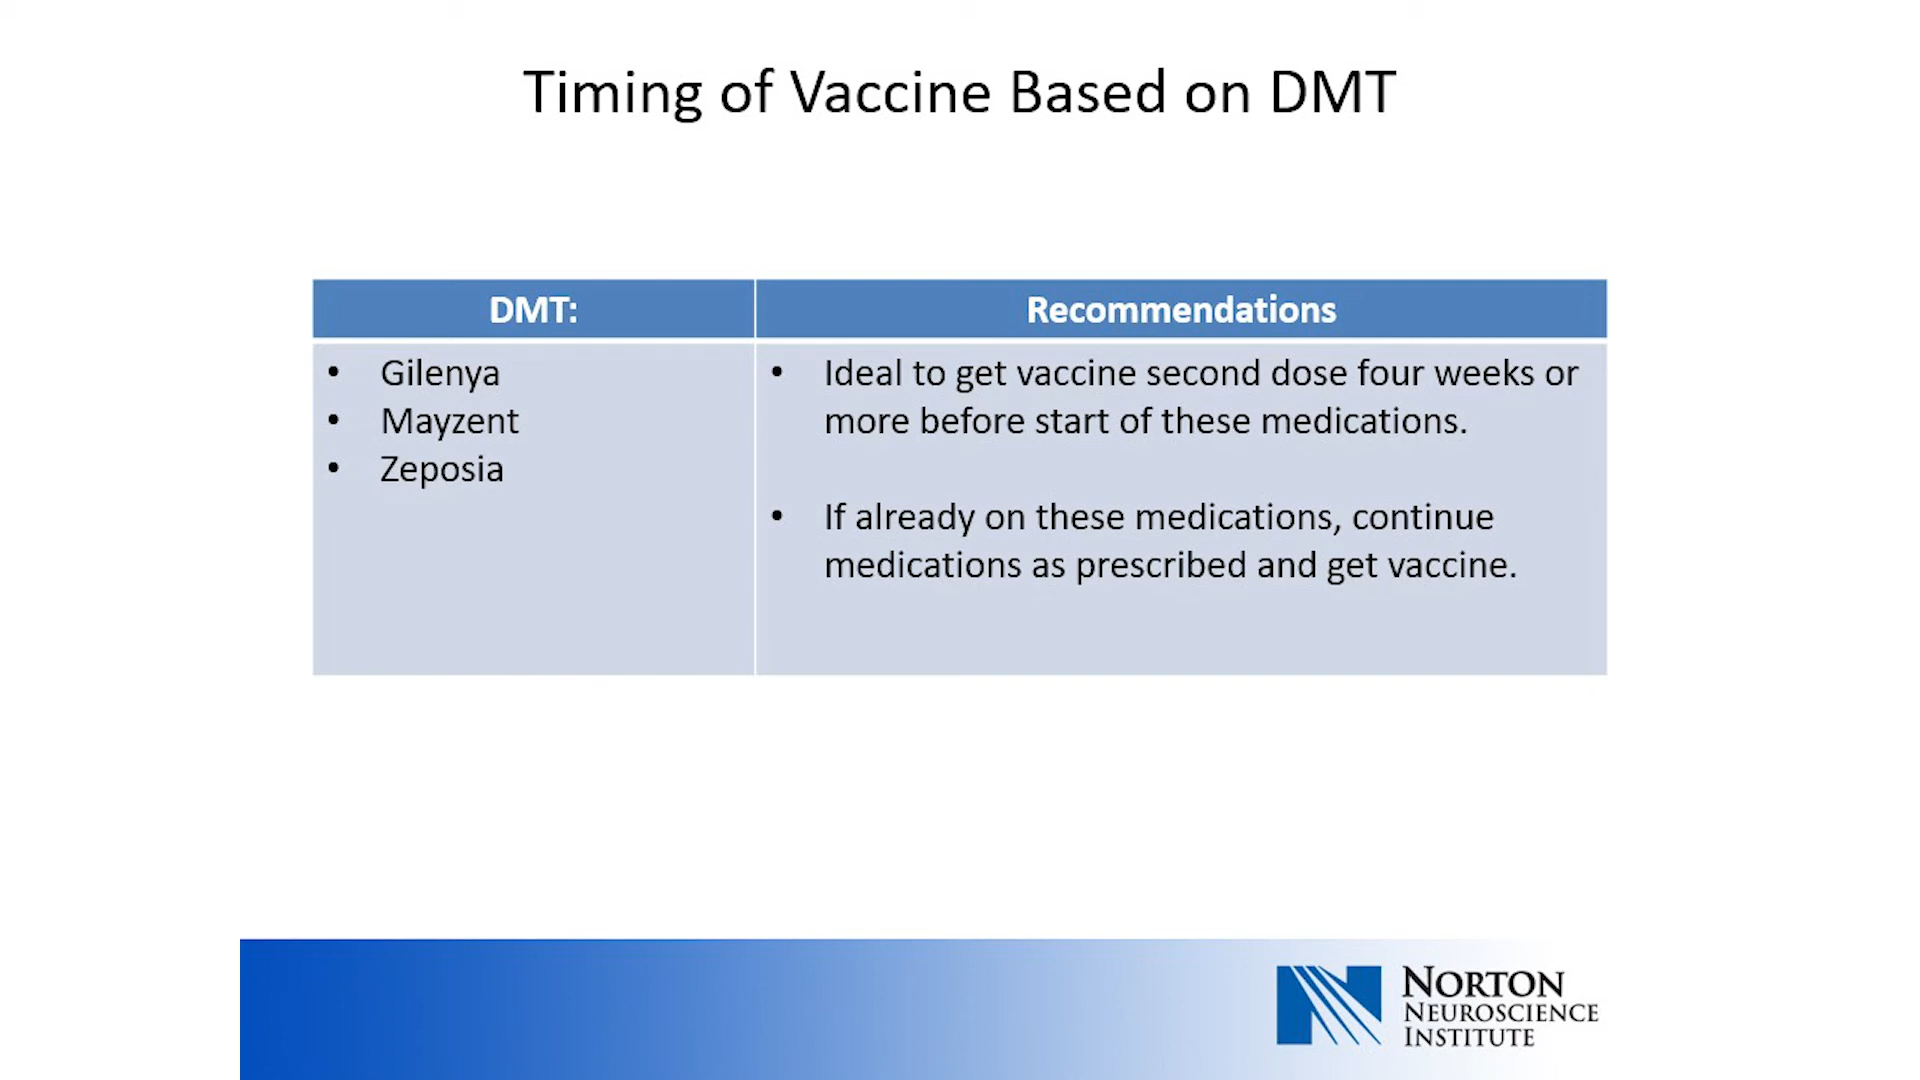 Timing of Vaccine Based on DMT
DMT:
Recommendations
• Gilenya
• Mayzent
• Zeposia
• Ideal to get vaccine second dose four weeks or
more before start of these medications.
• If already on these medications, continue
medications as prescribed and get vaccine.
NORTON
NEUROSCIENCE
INSTITUTE